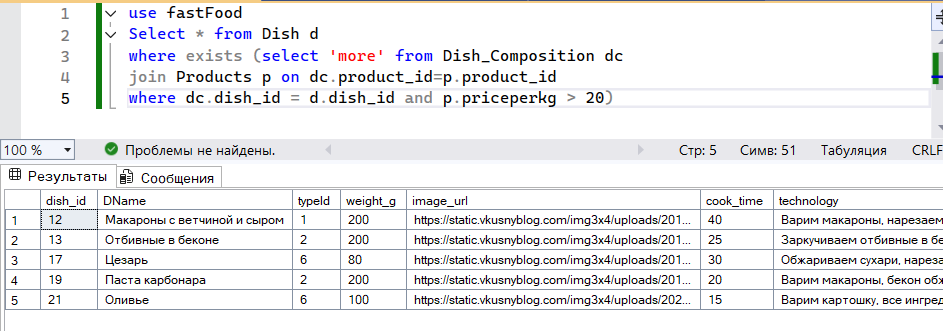 1 use fastFood
2 Select * from Dish d
3 where exists (select 'more' from Dish_Composition dc
4 join Products p on dc.product_id=p.product_id
5 where dc.dish_id = d.dish_id and p.priceperkg > 20)
100 % Проблемы не найдены. Стр: 5 Симв: 51 Табуляция CRLF
Результаты Сообщения
dish_id DName typeId weight_g image_url cook_time technology
1 12 Макароны с ветчиной и сыром 1 200 https://static.vkusnyblog.com/img3x4/uploads/201... 40 Варим макароны, нарезаем
2 13 Отбивные в беконе 2 200 https://static.vkusnyblog.com/img3x4/uploads/201... 25 Заркучиваем отбивные в бе
3 17 Цезарь 6 80 https://static.vkusnyblog.com/img3x4/uploads/201... 30 Обжариваем сухари, нареза
4 19 Паста карбонара 2 200 https://static.vkusnyblog.com/img3x4/uploads/201... 20 Варим макароны, бекон обж
5 21 Оливье 6 100 https://static.vkusnyblog.com/img3x4/uploads/202... 15 Варим картошку, все ингред